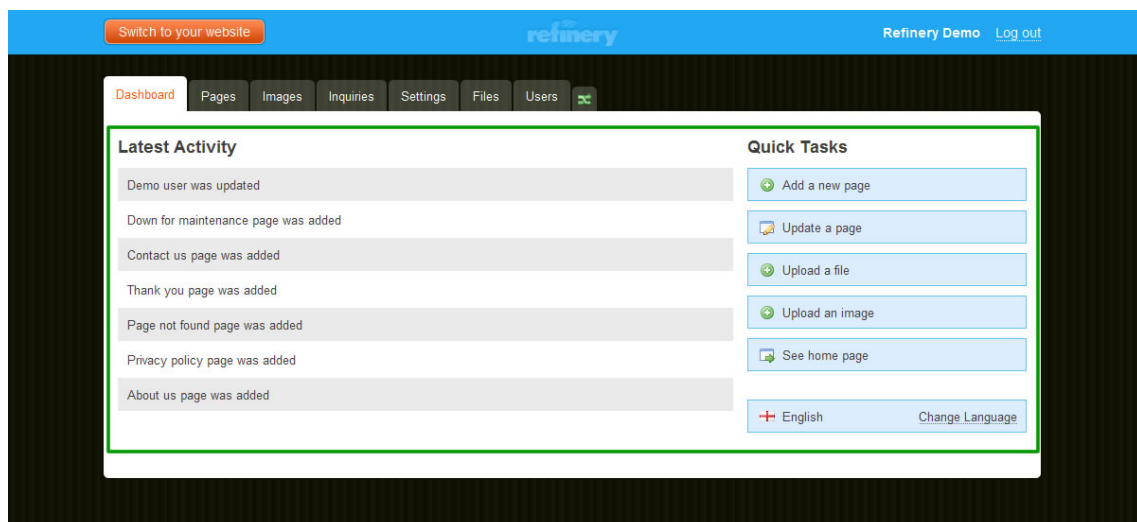 Switch to your website
refinery
Refinery Demo Log out
Dashboard Pages Images Inquiries Settings Files Users
Latest Activity
Demo user was updated
Down for maintenance page was added
Contact us page was added
Thank you page was added
Page not found page was added
Privacy policy page was added
About us page was added
Quick Tasks
Add a new page
Update a page
Upload a file
Upload an image
See home page
English Change Language